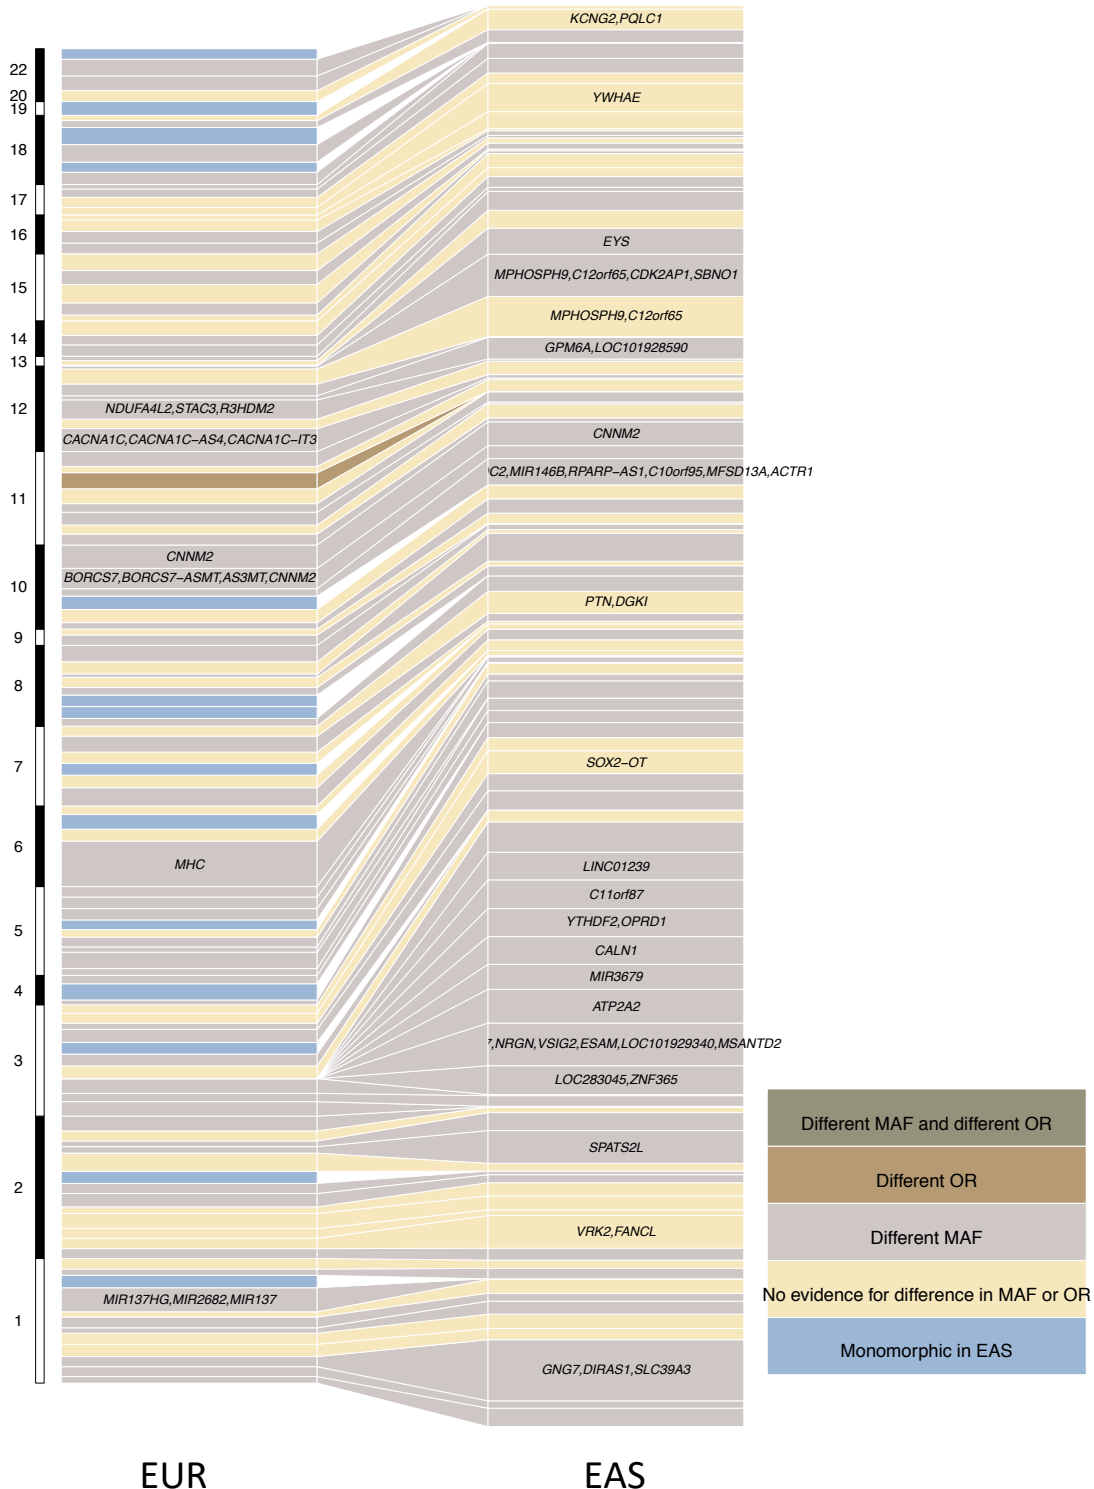 KCNG2,PQLC1
22
20
YWHAE
19
18
17
16
EYS
MPHOSPH9,C12orf65,CDK2AP1,SBNO1
15
MPHOSPH9,C12orf65
14
GPM6A,LOC101928590
13
12
NDUFA4L2,STAC3,R3HDM2
CNNM2
CACNA1C,CACNA1C−AS4,CACNA1C−IT3
C2,MIR146B,RPARP−AS1,C10orf95,MFSD13A,ACTR1
11
CNNM2
BORCS7,BORCS7−ASMT,AS3MT,CNNM2
10
PTN,DGKI
9
8
7
SOX2−OT
6
MHC
LINC01239
C11orf87
YTHDF2,OPRD1
5
CALN1
MIR3679
4
ATP2A2
7,NRGN,VSIG2,ESAM,LOC101929340,MSANTD2
3
LOC283045,ZNF365
Different MAF and different OR
SPATS2L
Different OR
2
VRK2,FANCL
Different MAF
MIR137HG,MIR2682,MIR137
No evidence for difference in MAF or OR
1
Monomorphic in EAS
GNG7,DIRAS1,SLC39A3
EUR
EAS